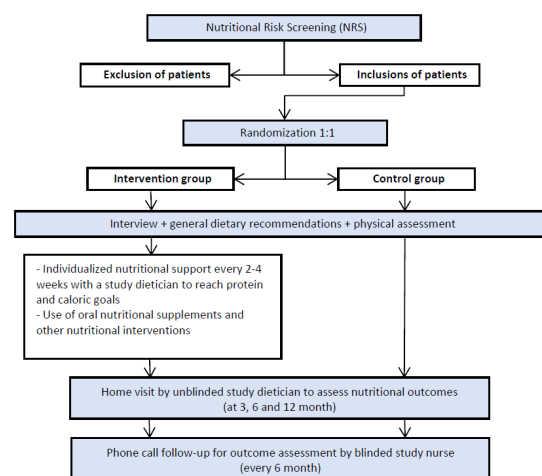 Nutritional Risk Screening (NRS)
Exclusion of patients
Inclusions of patients
Randomization 1:1
Intervention group
Control group
Interview + general dietary recommendations + physical assessment
- Individualized nutritional support every 2-4
weeks with a study dietician to reach protein
and caloric goals
- Use of oral nutritional supplements and
other nutritional interventions
Home visit by unblinded study dietician to assess nutritional outcomes
(at 3, 6 and 12 month)
Phone call follow-up for outcome assessment by blinded study nurse
(every 6 month)